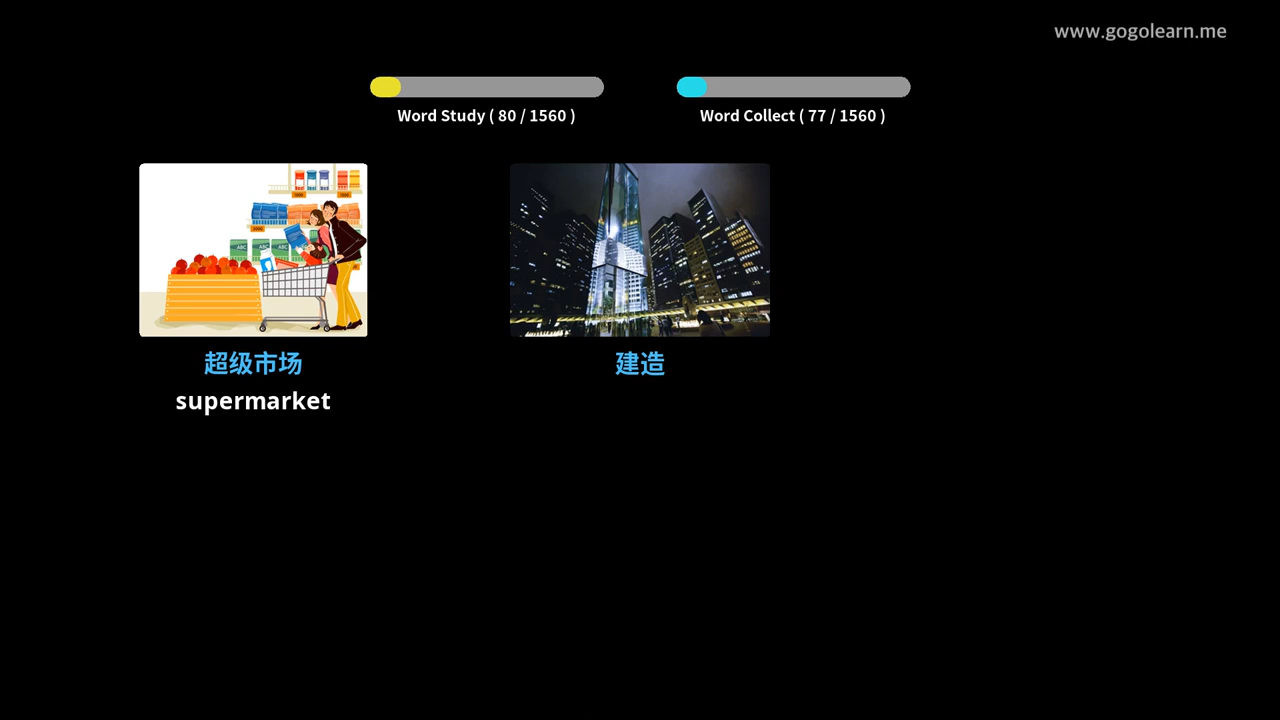 www.gogolearn.me
Word Study ( 80 / 1560 )
Word Collect ( 77 / 1560 )
超级市场
supermarket
建造